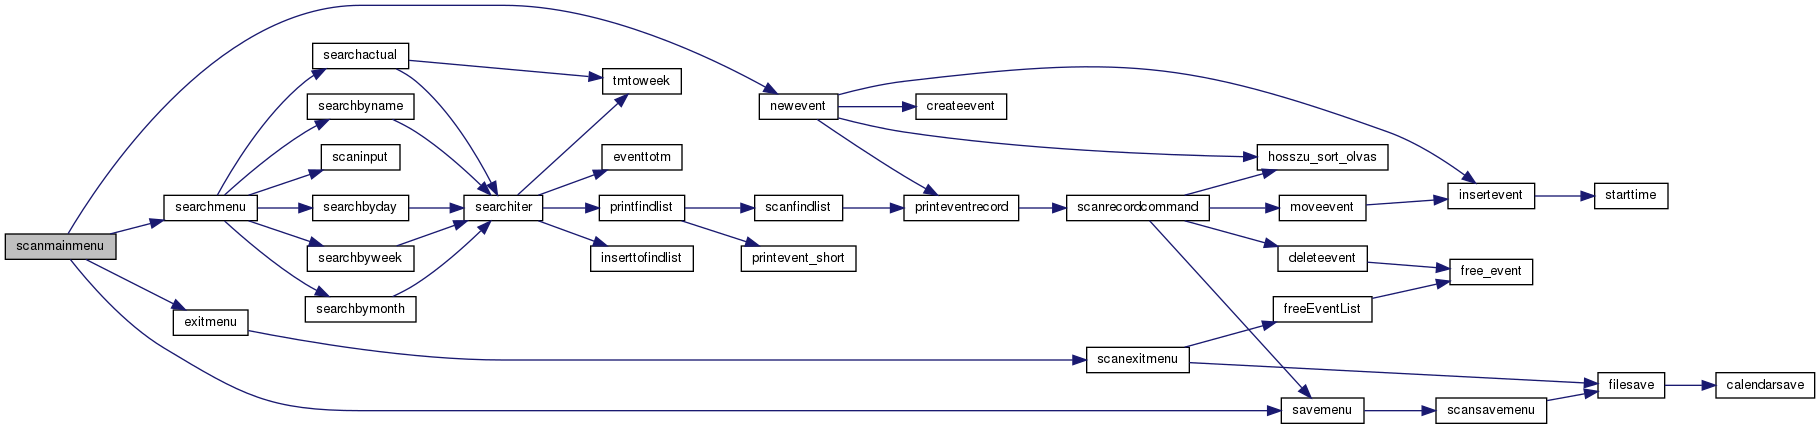 scanmainmenu
searchmenu
exitmenu
searchactual
searchbyname
scaninput
searchbyday
searchbyweek
searchbymonth
searchiter
tmtoweek
eventtotm
printfindlist
inserttofindlist
newevent
scanfindlist
printevent_short
createevent
printeventrecord
scanrecordcommand
scanexitmenu
hosszu_sort_olvas
moveevent
deleteevent
freeEventList
savemenu
insertevent
free_event
scansavemenu
starttime
filesave
calendarsave